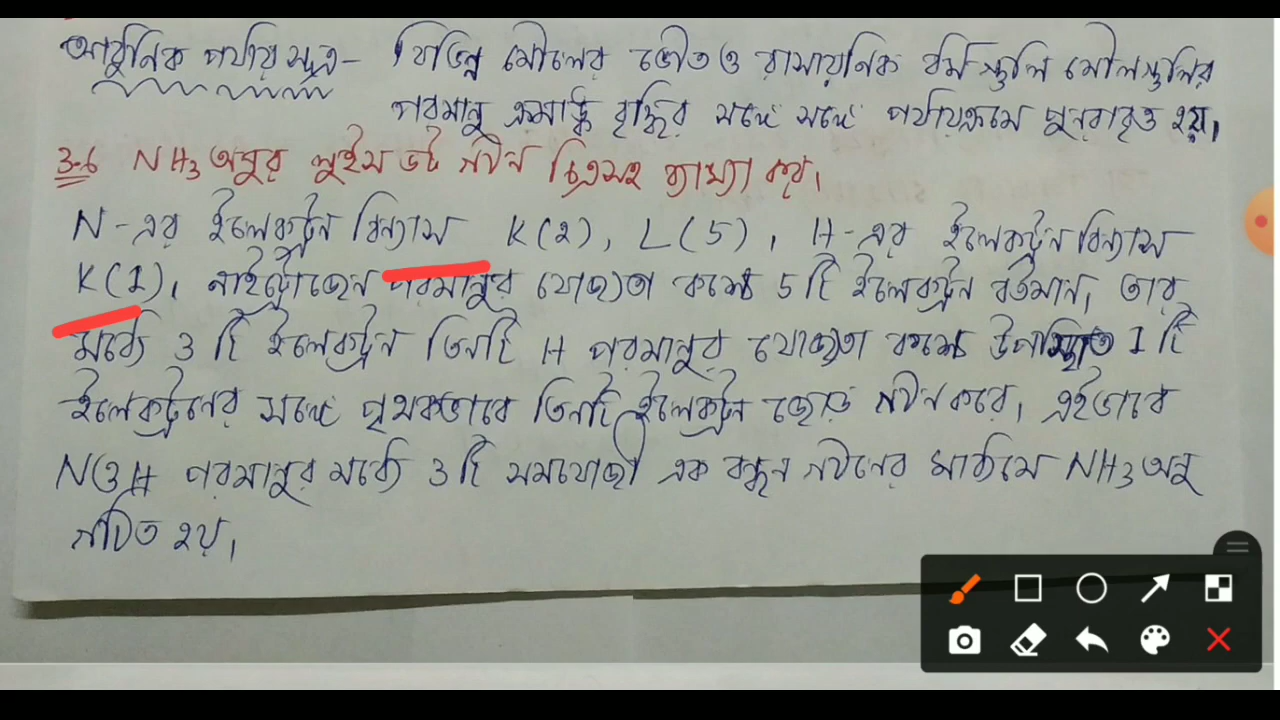 আধুনিক পর্যায় সূত্র- বিভিন্ন মৌলের ভৌত ও রাসায়নিক ধর্মগুলি মৌলগুলির
পরমাণু ক্রমাঙ্ক বৃদ্ধির সঙ্গে সঙ্গে পর্যায়ক্রমে পুনরাবৃত্ত হয়।
3.6 NH₃ অনুর লুইস ডট গঠন চিত্রসহ ব্যাখ্যা কর।
N-এর ইলেকট্রন বিন্যাস K(2), L(5), H-এর ইলেকট্রন বিন্যাস
K(1), নাইট্রোজেন পরমাণুর যোজ্যতা কক্ষে 5 টি ইলেকট্রন বর্তমান, তার
মধ্যে 3 টি ইলেকট্রন তিনটি H পরমাণুর যোজ্যতা কক্ষে উপস্থিত 1 টি
ইলেকট্রনের সঙ্গে পৃথকভাবে তিনটি ইলেকট্রন জোড় গঠন করে, এইভাবে
N ও H পরমাণুর মধ্যে 3 টি সমযোজী এক বন্ধন গঠনের মাধ্যমে NH₃ অনু
গঠিত হয়,